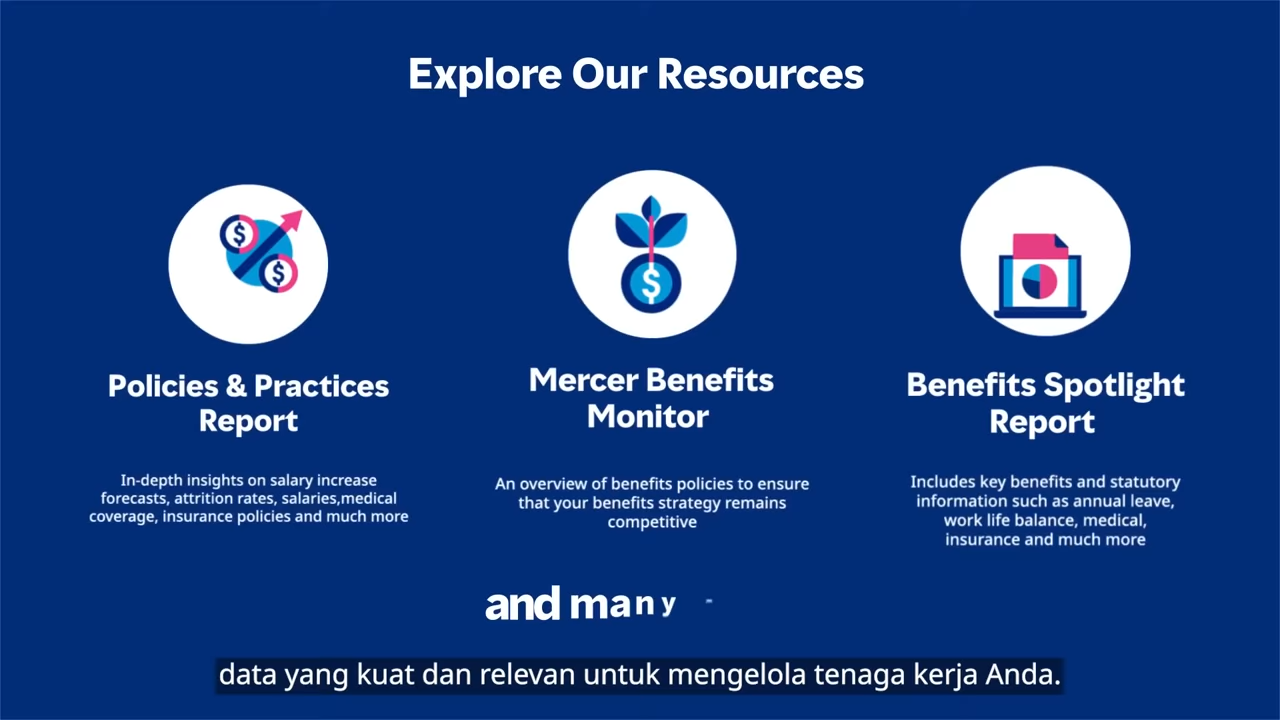 Explore Our Resources
Policies & Practices
Report
In-depth insights on salary increase
forecasts, attrition rates, salaries,medical
coverage, insurance policies and much more
Mercer Benefits
Monitor
An overview of benefits policies to ensure
that your benefits strategy remains
competitive
Benefits Spotlight
Report
Includes key benefits and statutory
information such as annual leave,
work life balance, medical,
insurance and much more
and many
data yang kuat dan relevan untuk mengelola tenaga kerja Anda.